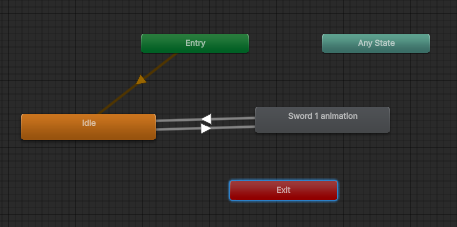 Entry
Any State
Idle
Sword 1 animation
Exit